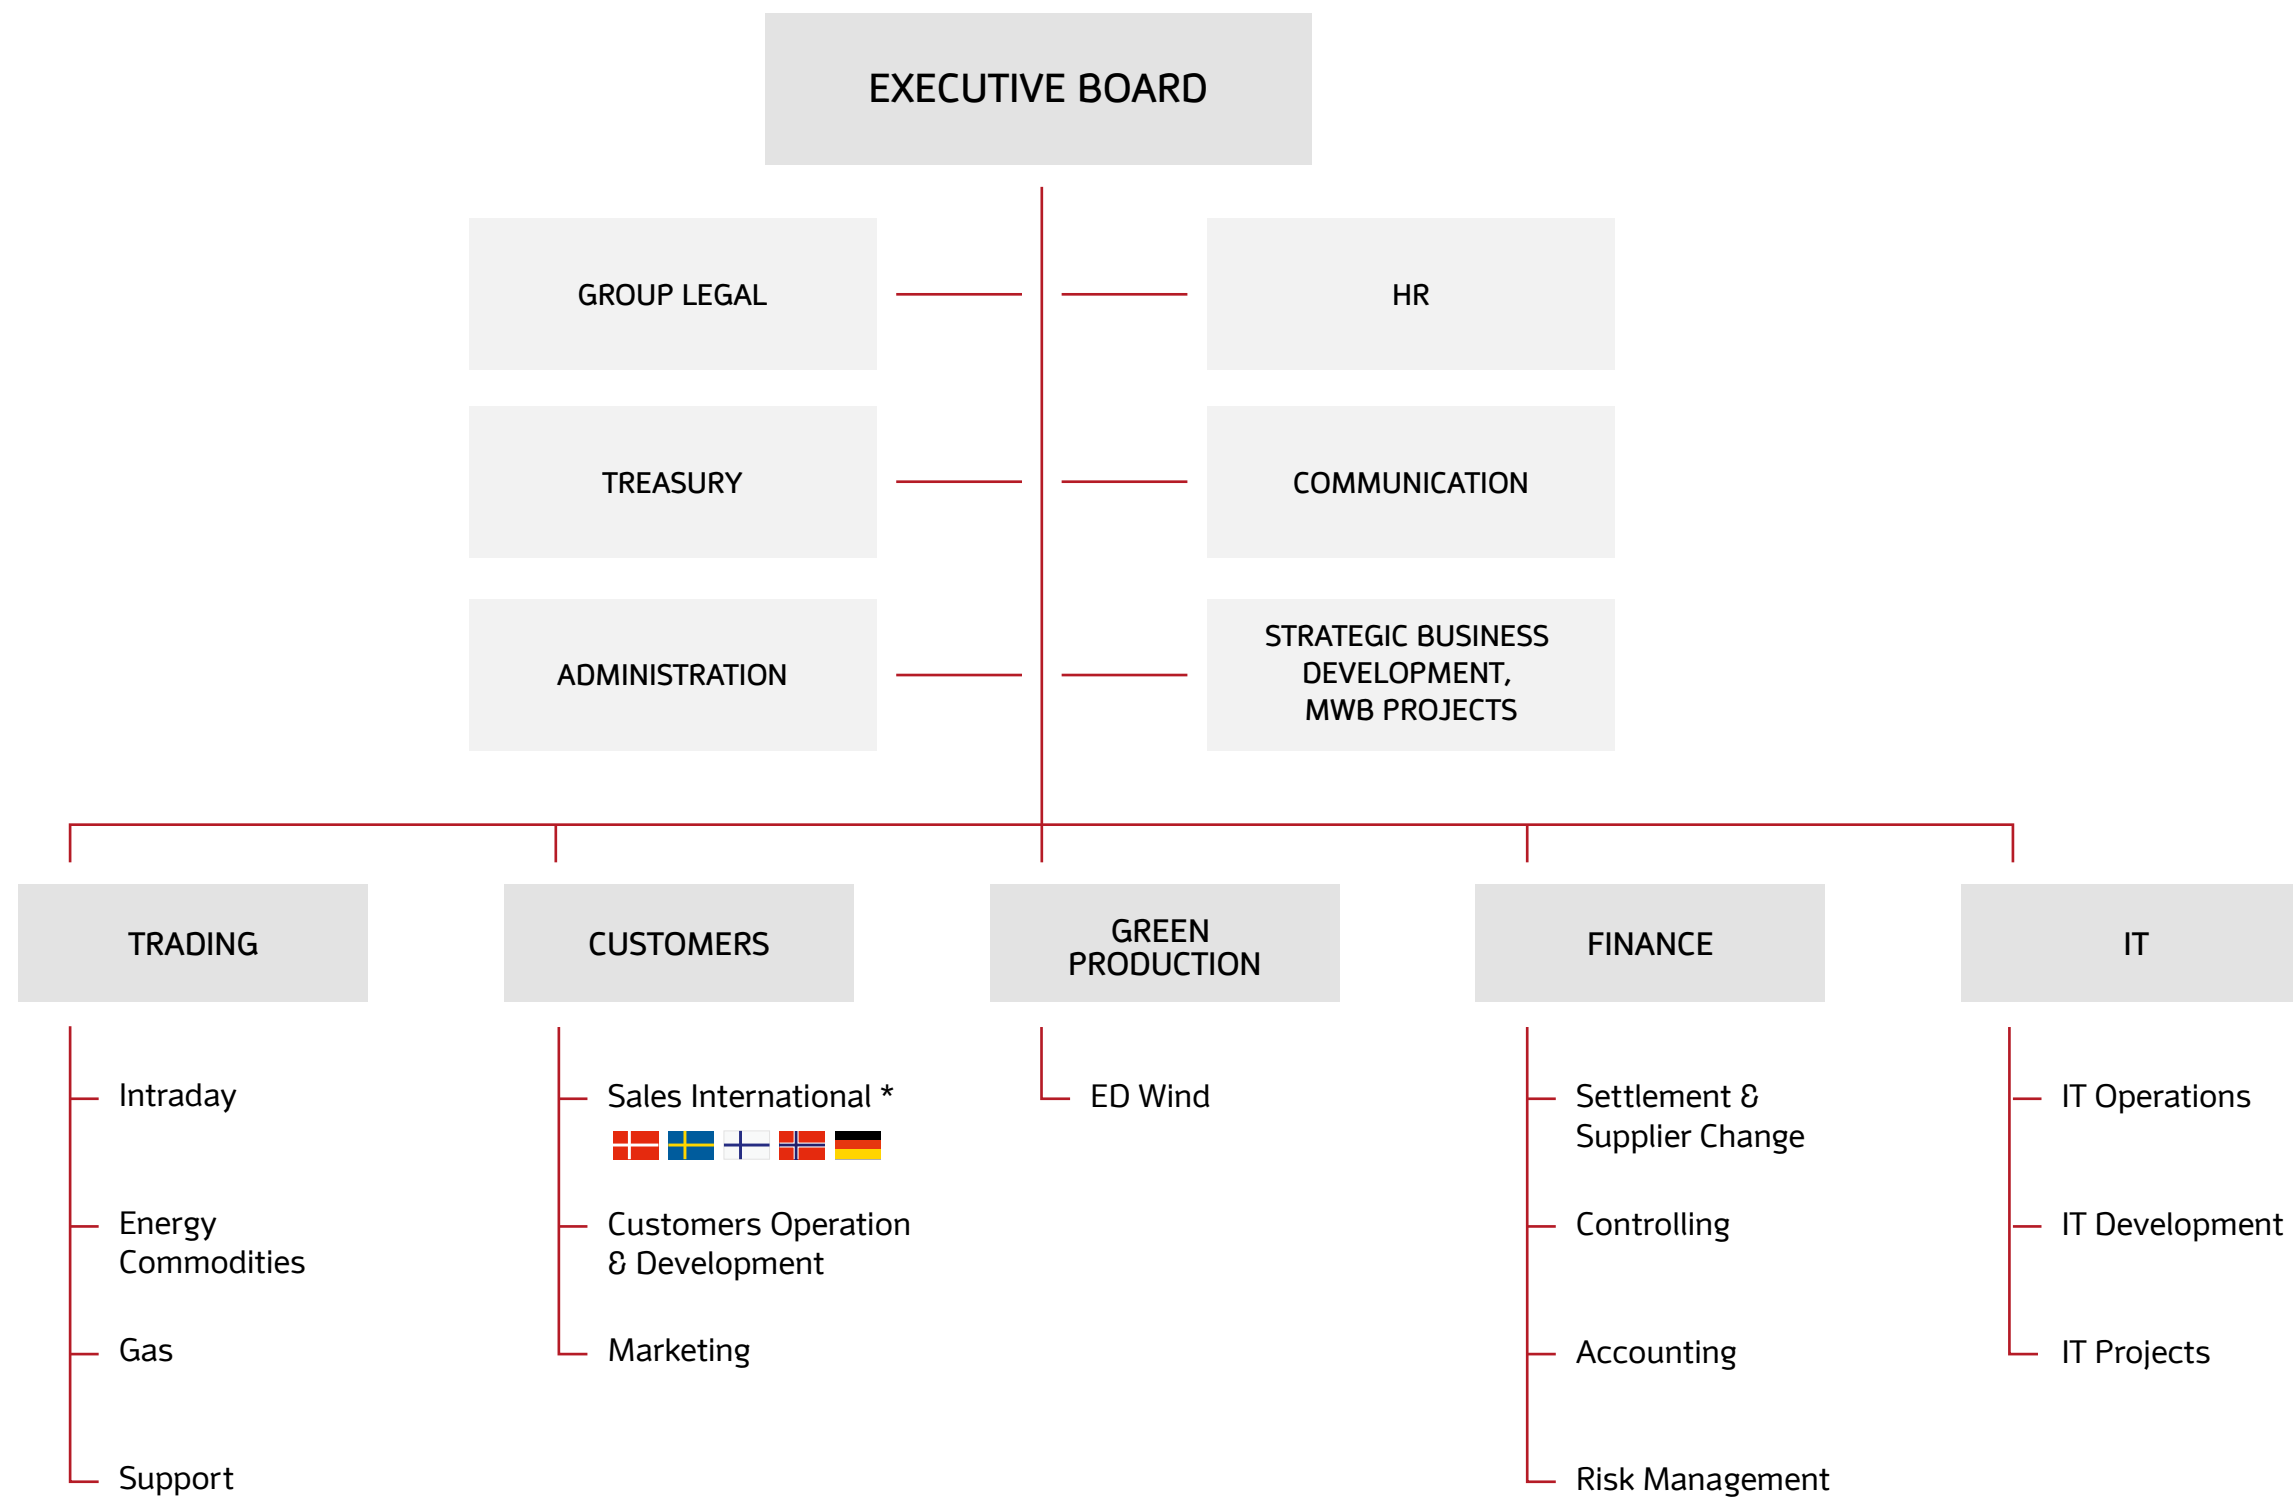 EXECUTIVE BOARD
GROUP LEGAL
HR
TREASURY
COMMUNICATION
ADMINISTRATION
STRATEGIC BUSINESS
DEVELOPMENT,
MWB PROJECTS
TRADING
CUSTOMERS
GREEN
PRODUCTION
FINANCE
IT
Intraday
Energy
Commodities
Gas
Support
Sales International *
Customers Operation
& Development
Marketing
ED Wind
Settlement &
Supplier Change
Controlling
Accounting
Risk Management
IT Operations
IT Development
IT Projects